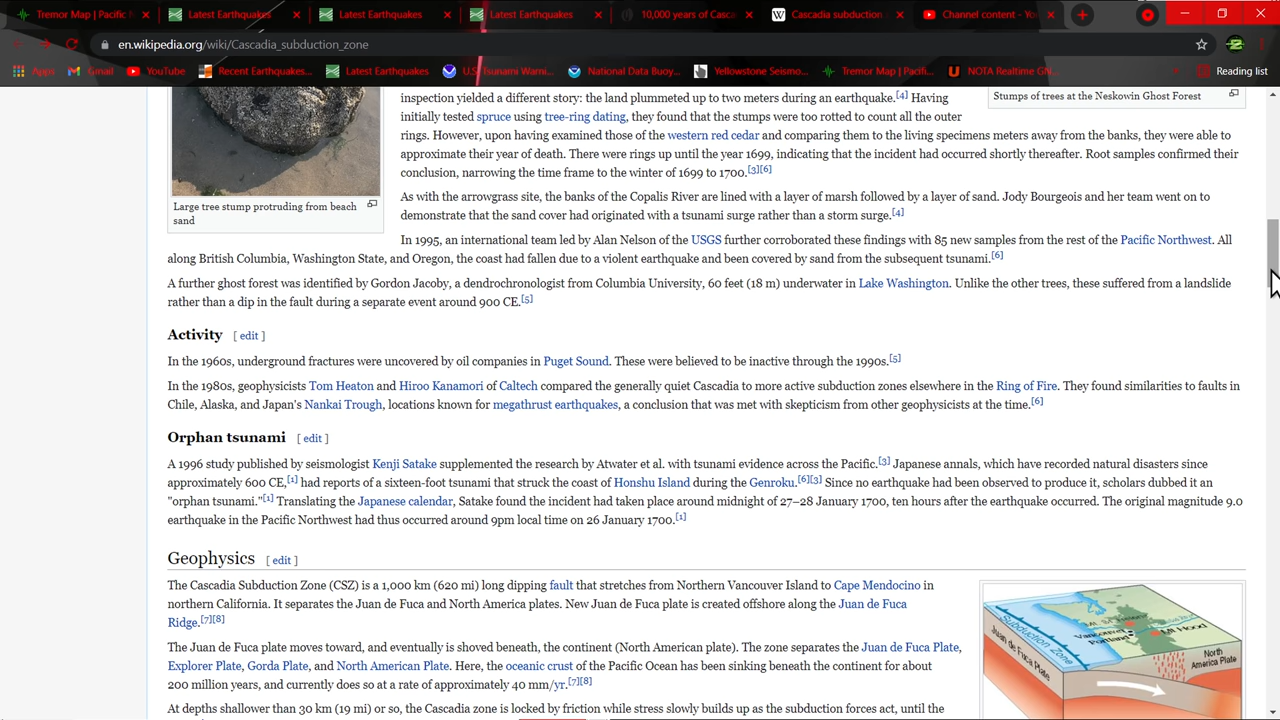 Tremor Map | Pacific
Latest Earthquakes
Latest Earthquakes
Latest Earthquakes
10,000 years of Casca
Cascadia subduction
Channel content - Yo
en.wikipedia.org/wiki/Cascadia_subduction_zone
Apps
Gmail
YouTube
Recent Earthquakes...
Latest Earthquakes
U.S. Tsunami Warni...
National Data Buoy...
Yellowstone Seismo...
Tremor Map | Pacifi...
NOTA Realtime GN...
Reading list
inspection yielded a different story: the land plummeted up to two meters during an earthquake.[4] Having
Stumps of trees at the Neskowin Ghost Forest
initially tested spruce using tree-ring dating, they found that the stumps were too rotted to count all the outer
rings. However, upon having examined those of the western red cedar and comparing them to the living specimens meters away from the banks, they were able to
approximate their year of death. There were rings up until the year 1699, indicating that the incident had occurred shortly thereafter. Root samples confirmed their
conclusion, narrowing the time frame to the winter of 1699 to 1700.[3][6]
Large tree stump protruding from beach
sand
As with the arrowgrass site, the banks of the Copalis River are lined with a layer of marsh followed by a layer of sand. Jody Bourgeois and her team went on to
demonstrate that the sand cover had originated with a tsunami surge rather than a storm surge.[4]
In 1995, an international team led by Alan Nelson of the USGS further corroborated these findings with 85 new samples from the rest of the Pacific Northwest. All
along British Columbia, Washington State, and Oregon, the coast had fallen due to a violent earthquake and been covered by sand from the subsequent tsunami.[6]
A further ghost forest was identified by Gordon Jacoby, a dendrochronologist from Columbia University, 60 feet (18 m) underwater in Lake Washington. Unlike the other trees, these suffered from a landslide
rather than a dip in the fault during a separate event around 900 CE.[5]
Activity [ edit ]
In the 1960s, underground fractures were uncovered by oil companies in Puget Sound. These were believed to be inactive through the 1990s.[5]
In the 1980s, geophysicists Tom Heaton and Hiroo Kanamori of Caltech compared the generally quiet Cascadia to more active subduction zones elsewhere in the Ring of Fire. They found similarities to faults in
Chile, Alaska, and Japan's Nankai Trough, locations known for megathrust earthquakes, a conclusion that was met with skepticism from other geophysicists at the time.[6]
Orphan tsunami [ edit ]
A 1996 study published by seismologist Kenji Satake supplemented the research by Atwater et al. with tsunami evidence across the Pacific.[3] Japanese annals, which have recorded natural disasters since
approximately 600 CE,[1] had reports of a sixteen-foot tsunami that struck the coast of Honshu Island during the Genroku.[6][3] Since no earthquake had been observed to produce it, scholars dubbed it an
"orphan tsunami."[1] Translating the Japanese calendar, Satake found the incident had taken place around midnight of 27–28 January 1700, ten hours after the earthquake occurred. The original magnitude 9.0
earthquake in the Pacific Northwest had thus occurred around 9pm local time on 26 January 1700.[1]
Geophysics [ edit ]
The Cascadia Subduction Zone (CSZ) is a 1,000 km (620 mi) long dipping fault that stretches from Northern Vancouver Island to Cape Mendocino in
northern California. It separates the Juan de Fuca and North America plates. New Juan de Fuca plate is created offshore along the Juan de Fuca
Ridge.[7][8]
The Juan de Fuca plate moves toward, and eventually is shoved beneath, the continent (North American plate). The zone separates the Juan de Fuca Plate,
Explorer Plate, Gorda Plate, and North American Plate. Here, the oceanic crust of the Pacific Ocean has been sinking beneath the continent for about
200 million years, and currently does so at a rate of approximately 40 mm/yr.[7][8]
At depths shallower than 30 km (19 mi) or so, the Cascadia zone is locked by friction while stress slowly builds up as the subduction forces act, until the
Subduction Zone
Juan de Fuca Plate
Vancouver
Portland
Mt Hood
North
America
Plate